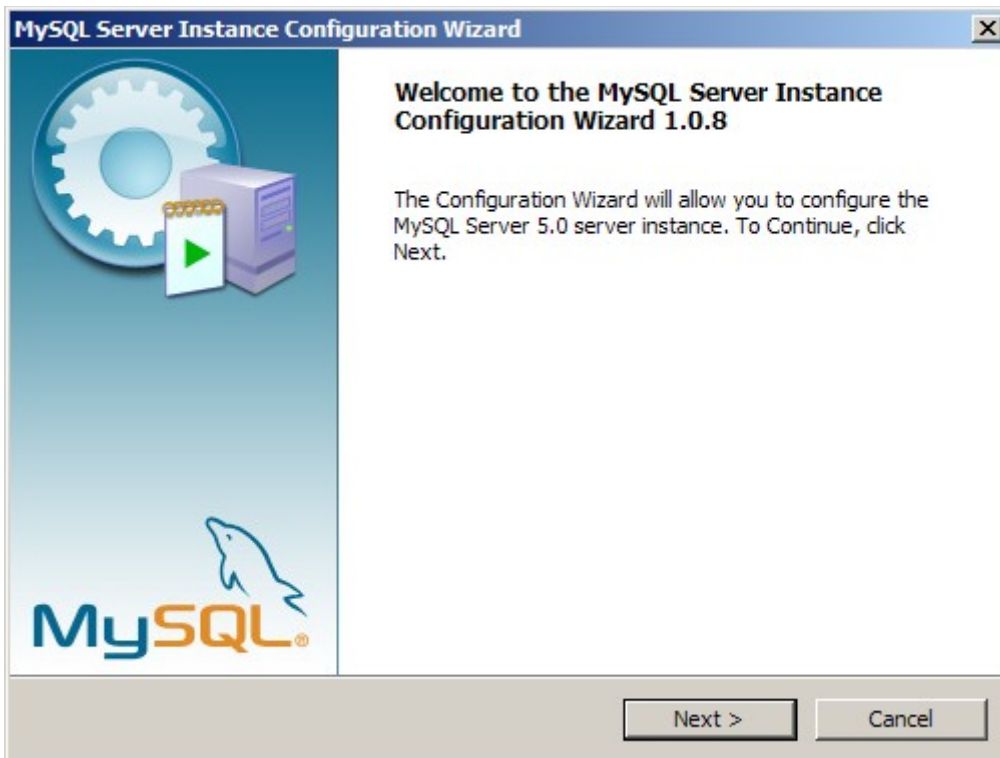 MySQL Server Instance Configuration Wizard
Welcome to the MySQL Server Instance
Configuration Wizard 1.0.8
The Configuration Wizard will allow you to configure the
MySQL Server 5.0 server instance. To Continue, click
Next.
MySQL®
Next >
Cancel